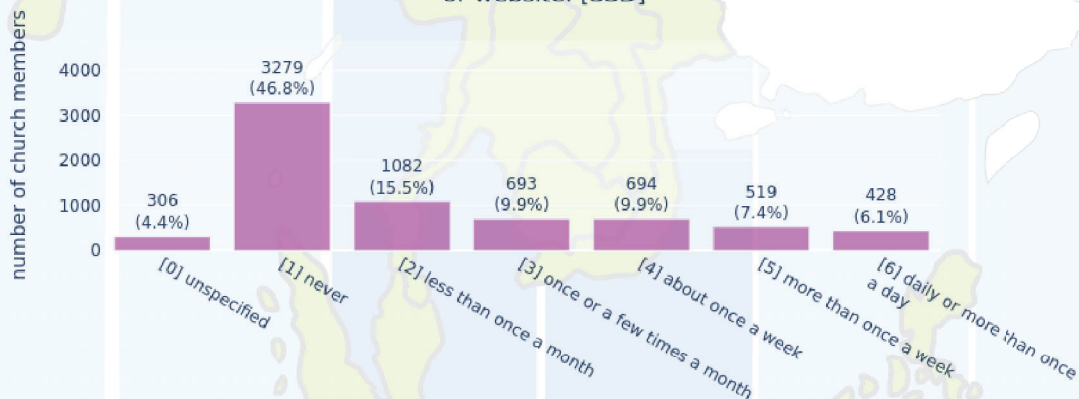 number of church members
4000
3000
2000
1000
0
306
(4.4%)
3279
(46.8%)
1082
(15.5%)
693
(9.9%)
694
(9.9%)
519
(7.4%)
428
(6.1%)
[0] unspecified
[1] never
[2] less than once a month
[3] once or a few times a month
[4] about once a week
[5] more than once a week
[6] daily or more than once
a day